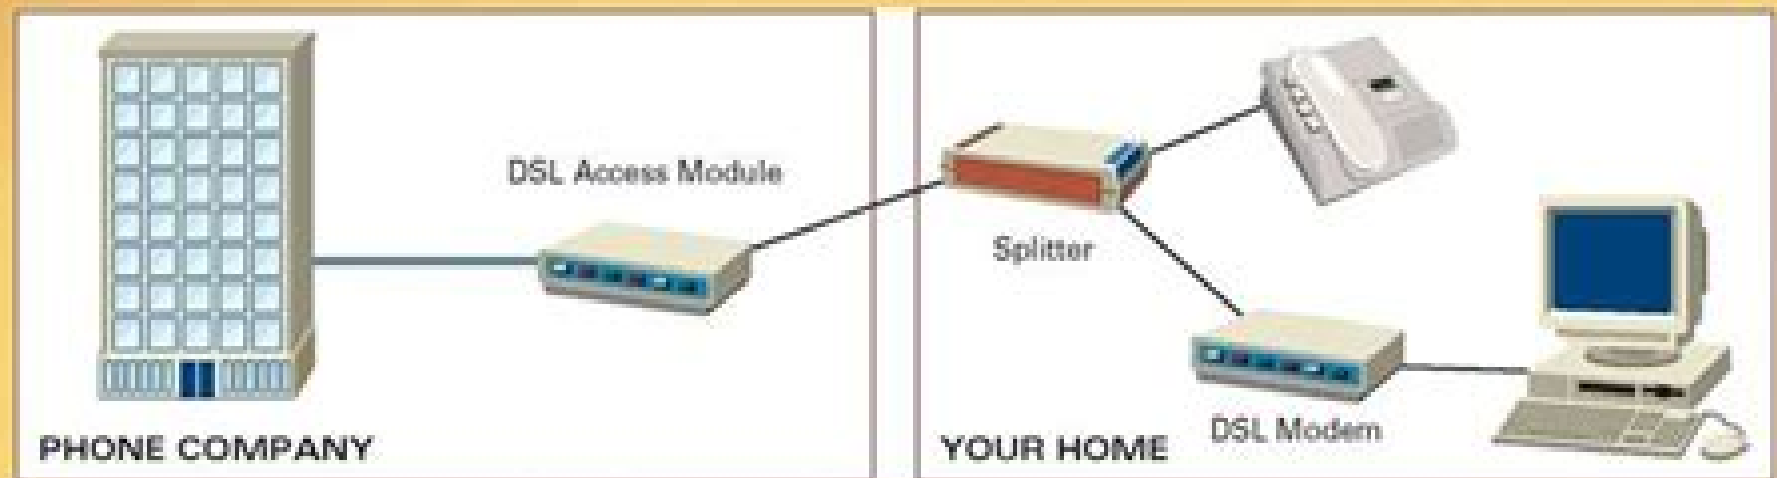 DSL Access Module
PHONE COMPANY
Splitter
DSL Modem
YOUR HOME